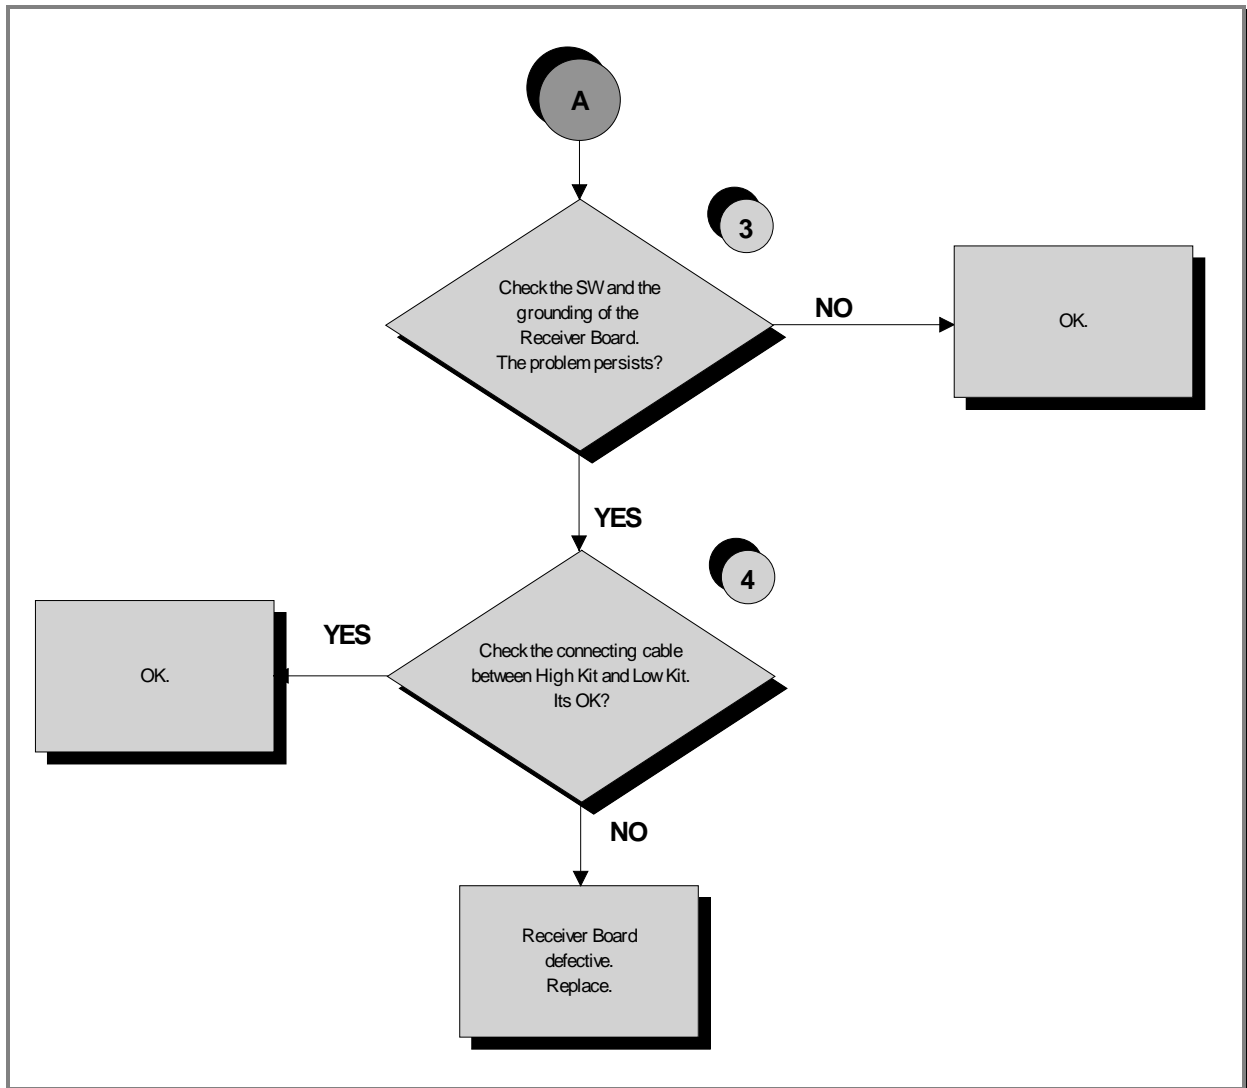 A
3
Check the SW and the
grounding of the
Receiver Board.
The problem persists?
NO
OK.
YES
4
YES
Check the connecting cable
between High Kit and Low Kit.
Its OK?
OK.
NO
Receiver Board
defective.
Replace.